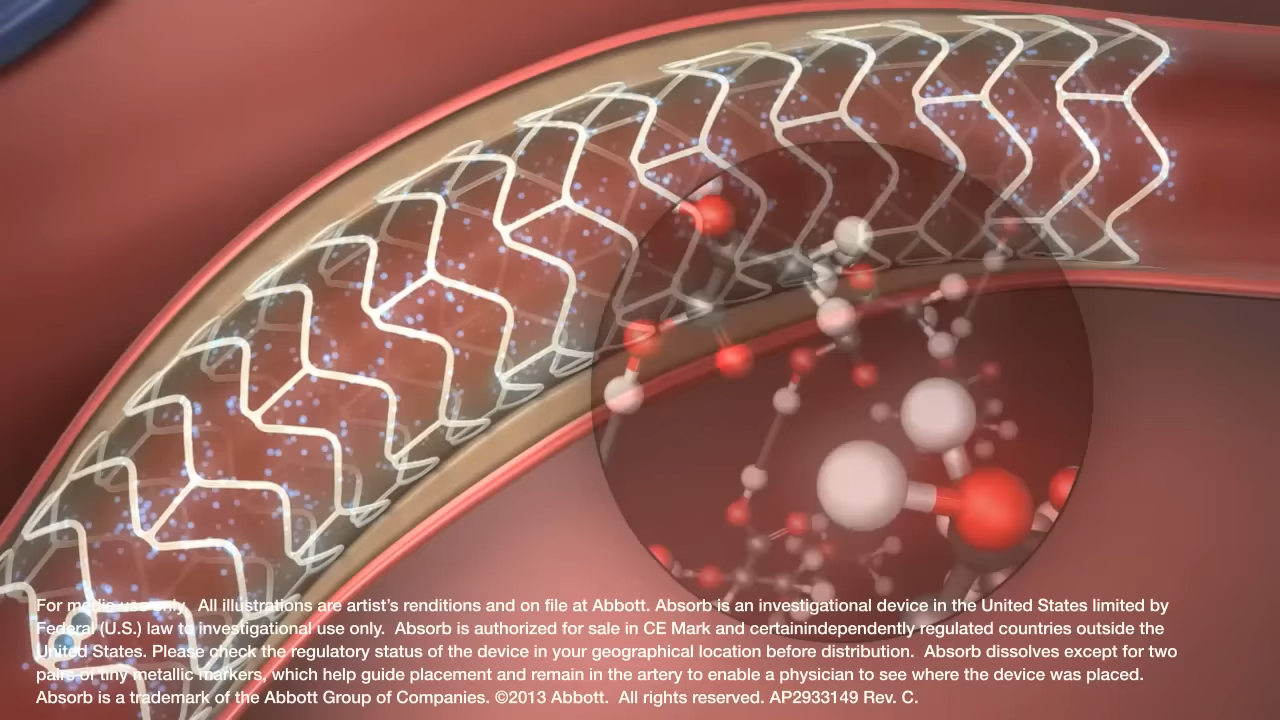 For media use only.  All illustrations are artist's renditions and on file at Abbott. Absorb is an investigational device in the United States limited by
Federal (U.S.) law to investigational use only.  Absorb is authorized for sale in CE Mark and certainindependently regulated countries outside the
United States. Please check the regulatory status of the device in your geographical location before distribution.  Absorb dissolves except for two
pairs of tiny metallic markers, which help guide placement and remain in the artery to enable a physician to see where the device was placed.
Absorb is a trademark of the Abbott Group of Companies. ©2013 Abbott.  All rights reserved. AP2933149 Rev. C.